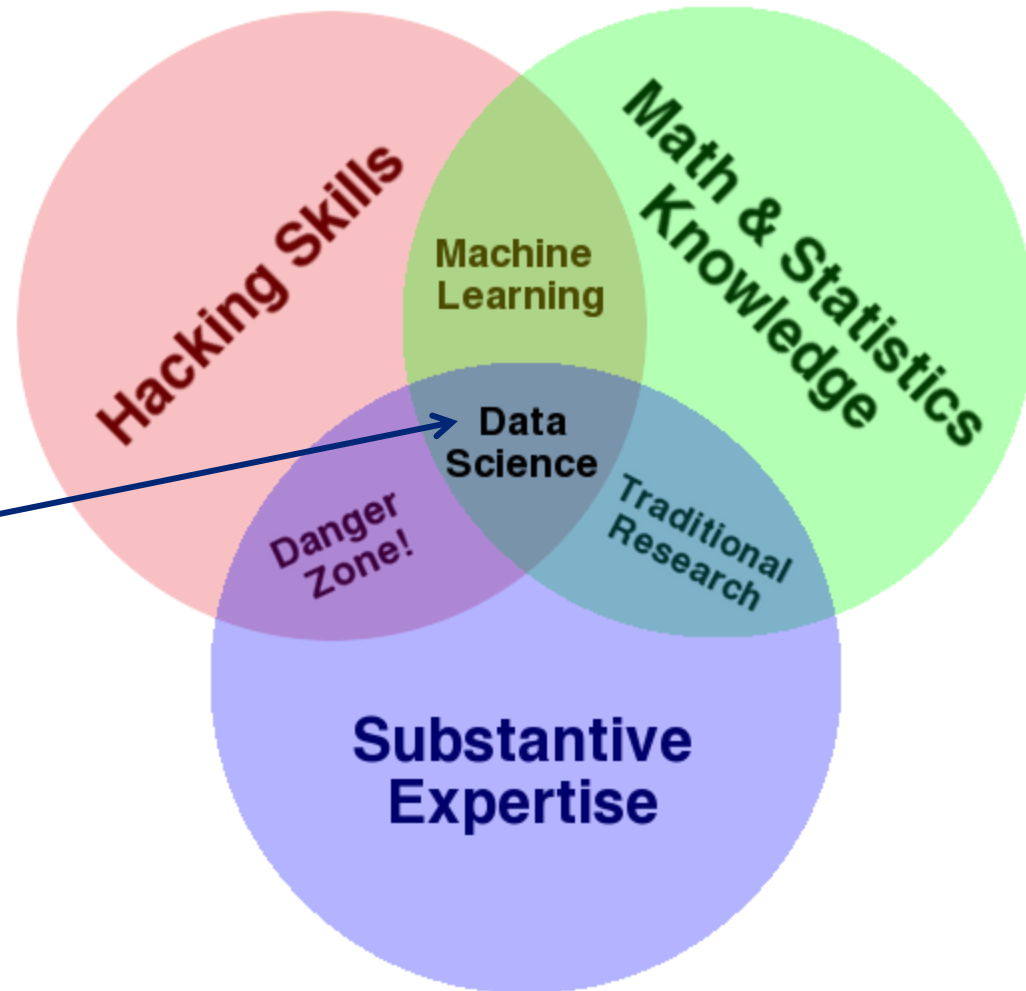 Hacking Skills
Math & Statistics
Knowledge
Machine
Learning
Data
Science
Danger
Zone!
Traditional
Research
Substantive
Expertise